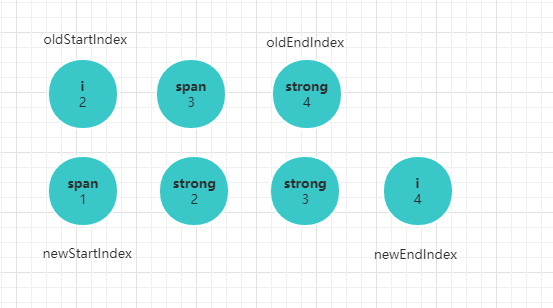 oldStartIndex
oldEndIndex
i
2
span
3
strong
4
span
1
strong
2
strong
3
i
4
newStartIndex
newEndIndex